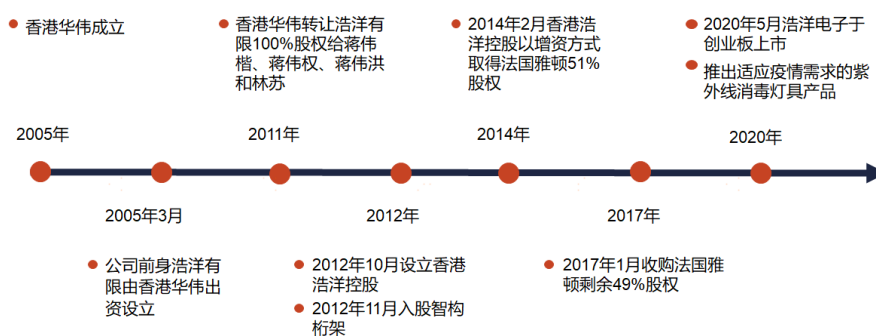 香港华伟成立
香港华伟转让浩洋有
限100%股权给蒋伟
楷、蒋伟权、蒋伟洪
和林苏
2014年2月香港浩
洋控股以增资方式
取得法国雅顿51%
股权
2020年5月浩洋电子于
创业板上市
推出适应疫情需求的紫
外线消毒灯具产品
2005年
2011年
2014年
2020年
2005年3月
2012年
2017年
公司前身浩洋有
限由香港华伟出
资设立
2012年10月设立香港
浩洋控股
2012年11月入股智构
桁架
2017年1月收购法国雅
顿剩余49%股权